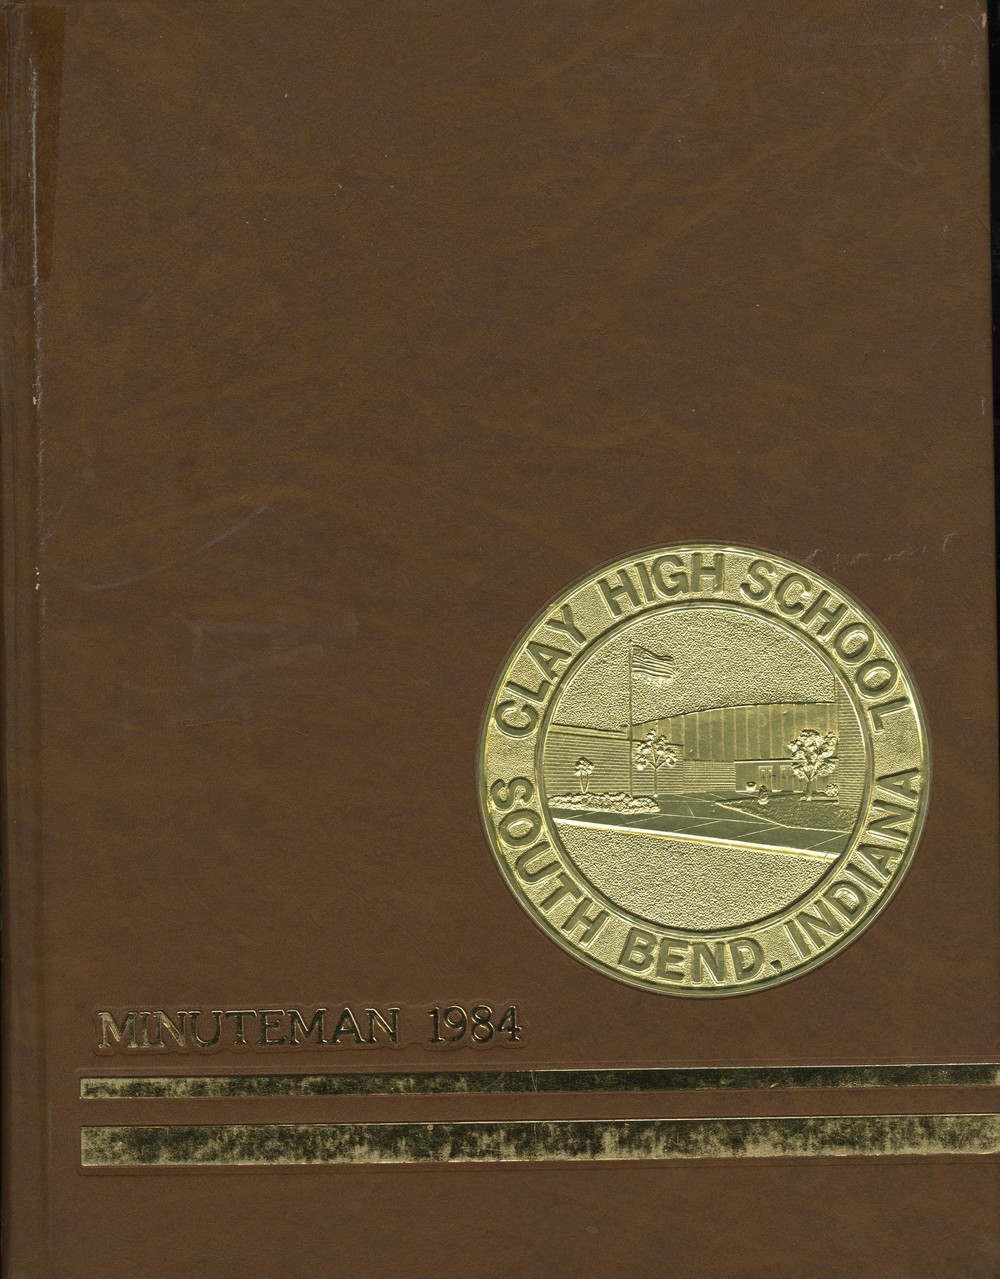 CLAY HIGH SCHOOL
SOUTH BEND, INDIANA
MINUTEMAN 1984